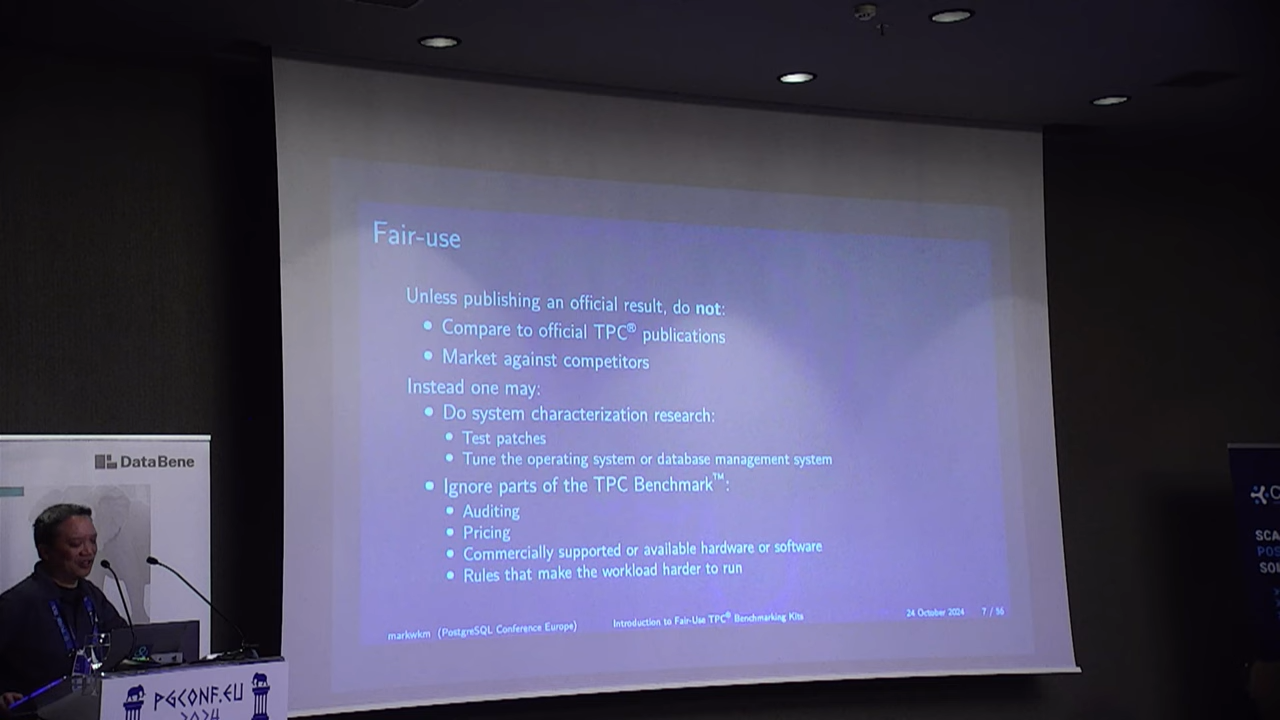 Fair-use
Unless publishing an official result, do not:
• Compare to official TPC® publications
• Market against competitors
Instead one may:
• Do system characterization research:
• Test patches
• Tune the operating system or database management system
• Ignore parts of the TPC Benchmark™:
• Auditing
• Pricing
• Commercially supported or available hardware or software
• Rules that make the workload harder to run
markwkm (PostgreSQL Conference Europe)
Introduction to Fair-Use TPC® Benchmarking Kits
24 October 2024
7 / 56
DataBene
PGCONF.EU
2024